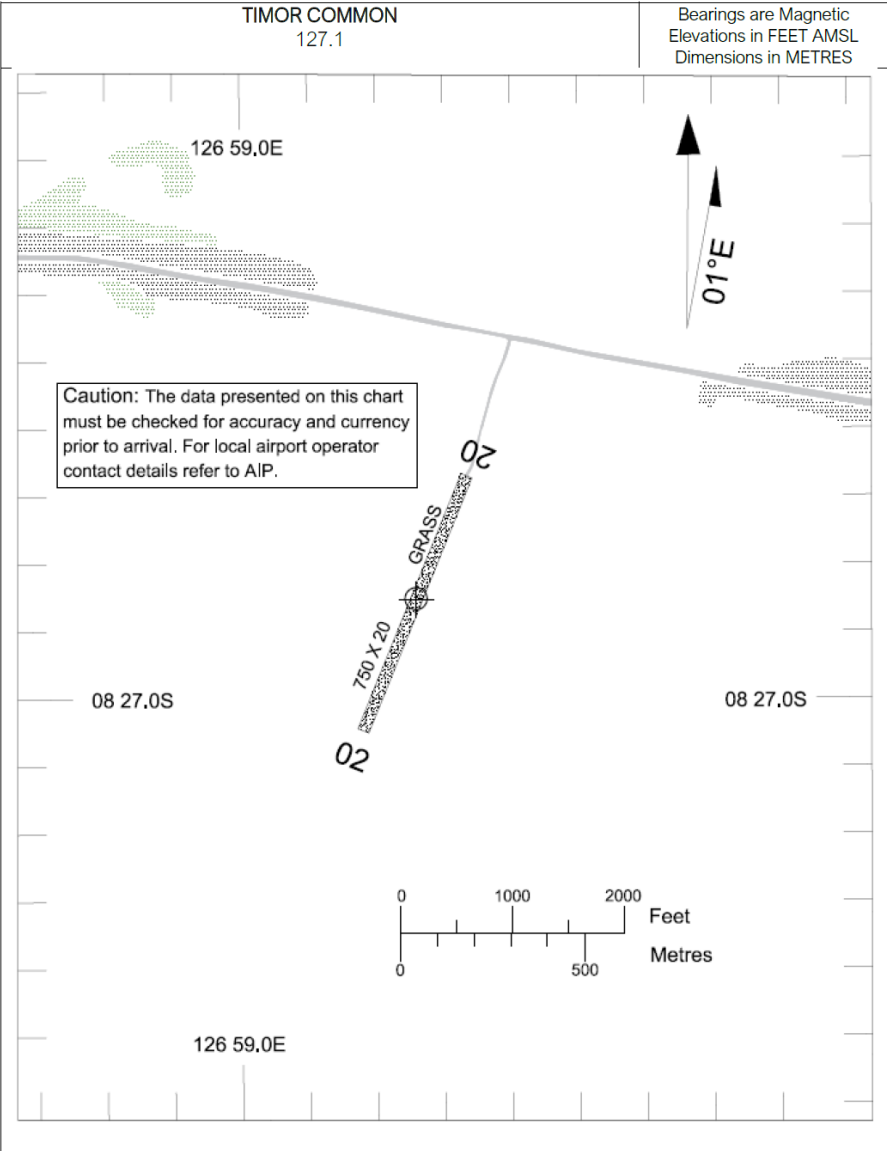 TIMOR COMMON
127.1
Bearings are Magnetic
Elevations in FEET AMSL
Dimensions in METRES
126 59.0E
01°E
Caution: The data presented on this chart
must be checked for accuracy and currency
prior to arrival. For local airport operator
contact details refer to AIP.
20
GRASS
750 X 20
08 27.0S
08 27.0S
02
0 1000 2000
Feet
Metres
0 500
126 59.0E